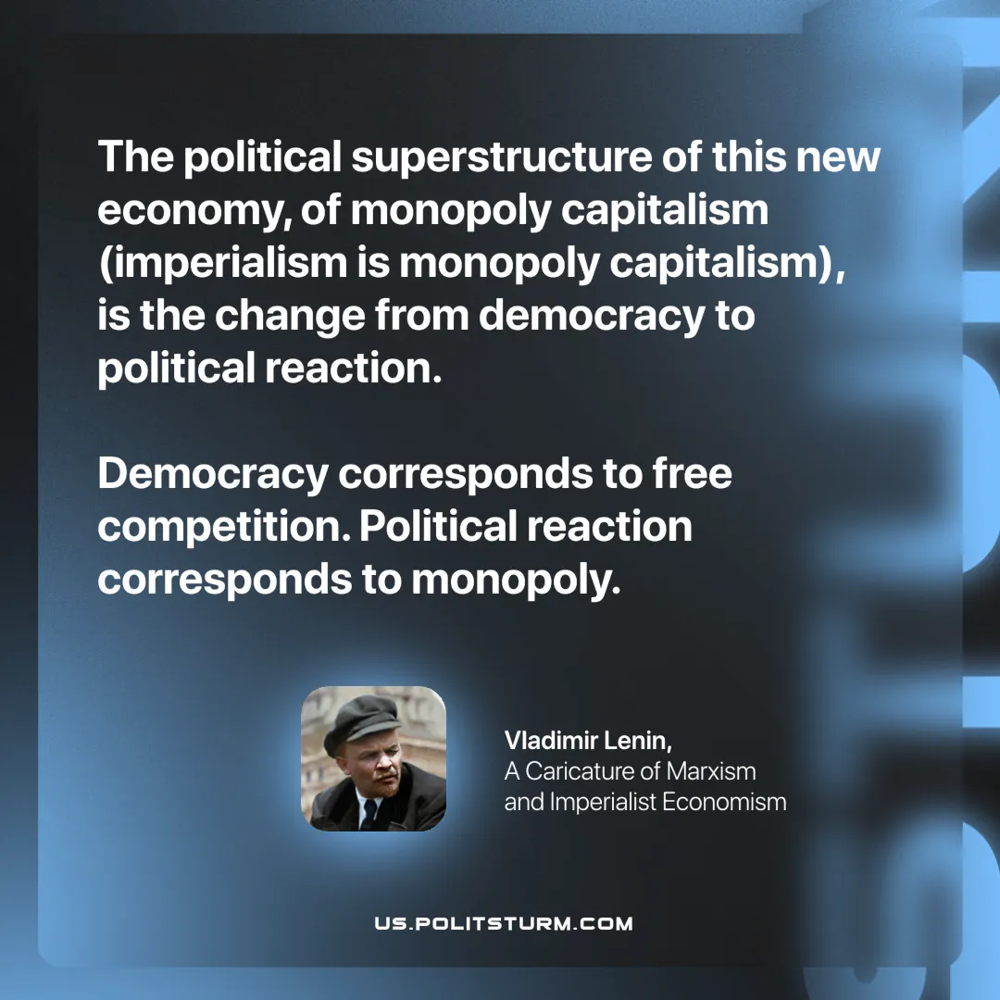 The political superstructure of this new
economy, of monopoly capitalism
(imperialism is monopoly capitalism),
is the change from democracy to
political reaction.
Democracy corresponds to free
competition. Political reaction
corresponds to monopoly.
Vladimir Lenin,
A Caricature of Marxism
and Imperialist Economism
US.POLITSTURM.COM